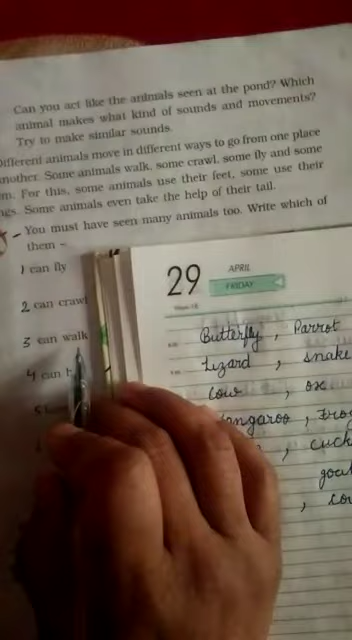 Can you act like the animals seen at the pond? Which
animal makes what kind of sounds and movements?
Try to make similar sounds.
Different animals move in different ways to go from one place
another. Some animals walk, some crawl, some fly and some
For this, some animals use their feet, some use their
Some animals even take the help of their tail.
You must have seen many animals too. Write which of
them -
1 can fly
2 can crawl
3 can walk
4 can
29
APRIL
FRIDAY
Butterfly, Parrot
Lizard, snake
cow, ox